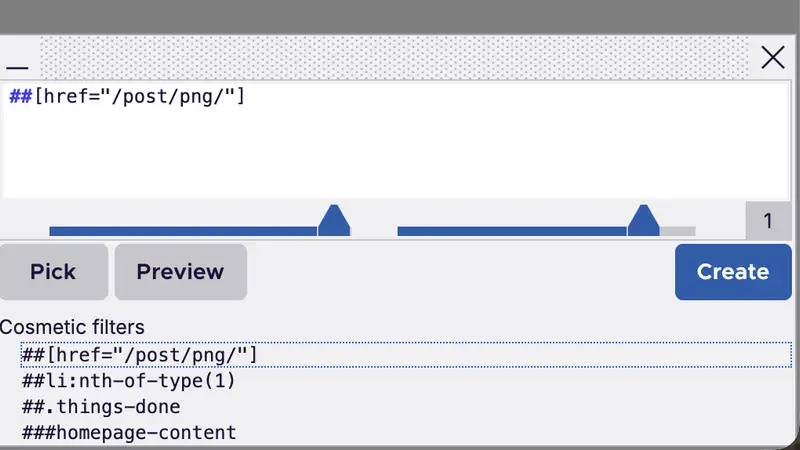 ##[href="/post/png/"]
1
Pick Preview Create
Cosmetic filters
##[href="/post/png/"]
##li:nth-of-type(1)
##.things-done
###homepage-content